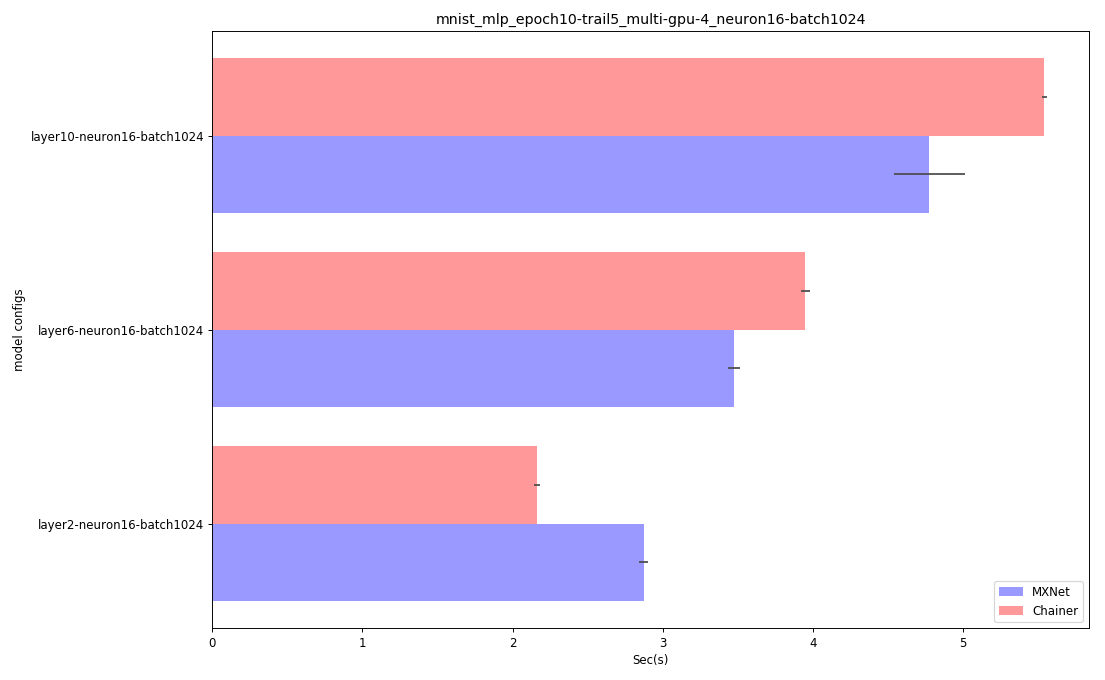 mnist_mlp_epoch10-trail5_multi-gpu-4_neuron16-batch1024
model configs
layer10-neuron16-batch1024
layer6-neuron16-batch1024
layer2-neuron16-batch1024
0 1 2 3 4 5
Sec(s)
MXNet
Chainer